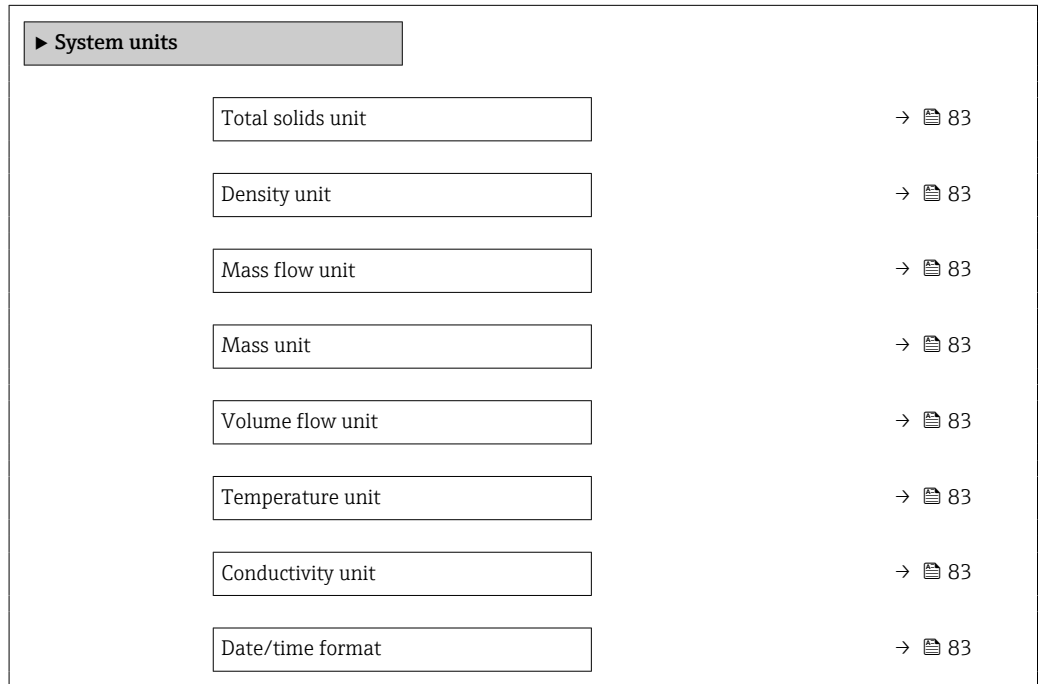 ► System units
Total solids unit → 83
Density unit → 83
Mass flow unit → 83
Mass unit → 83
Volume flow unit → 83
Temperature unit → 83
Conductivity unit → 83
Date/time format → 83